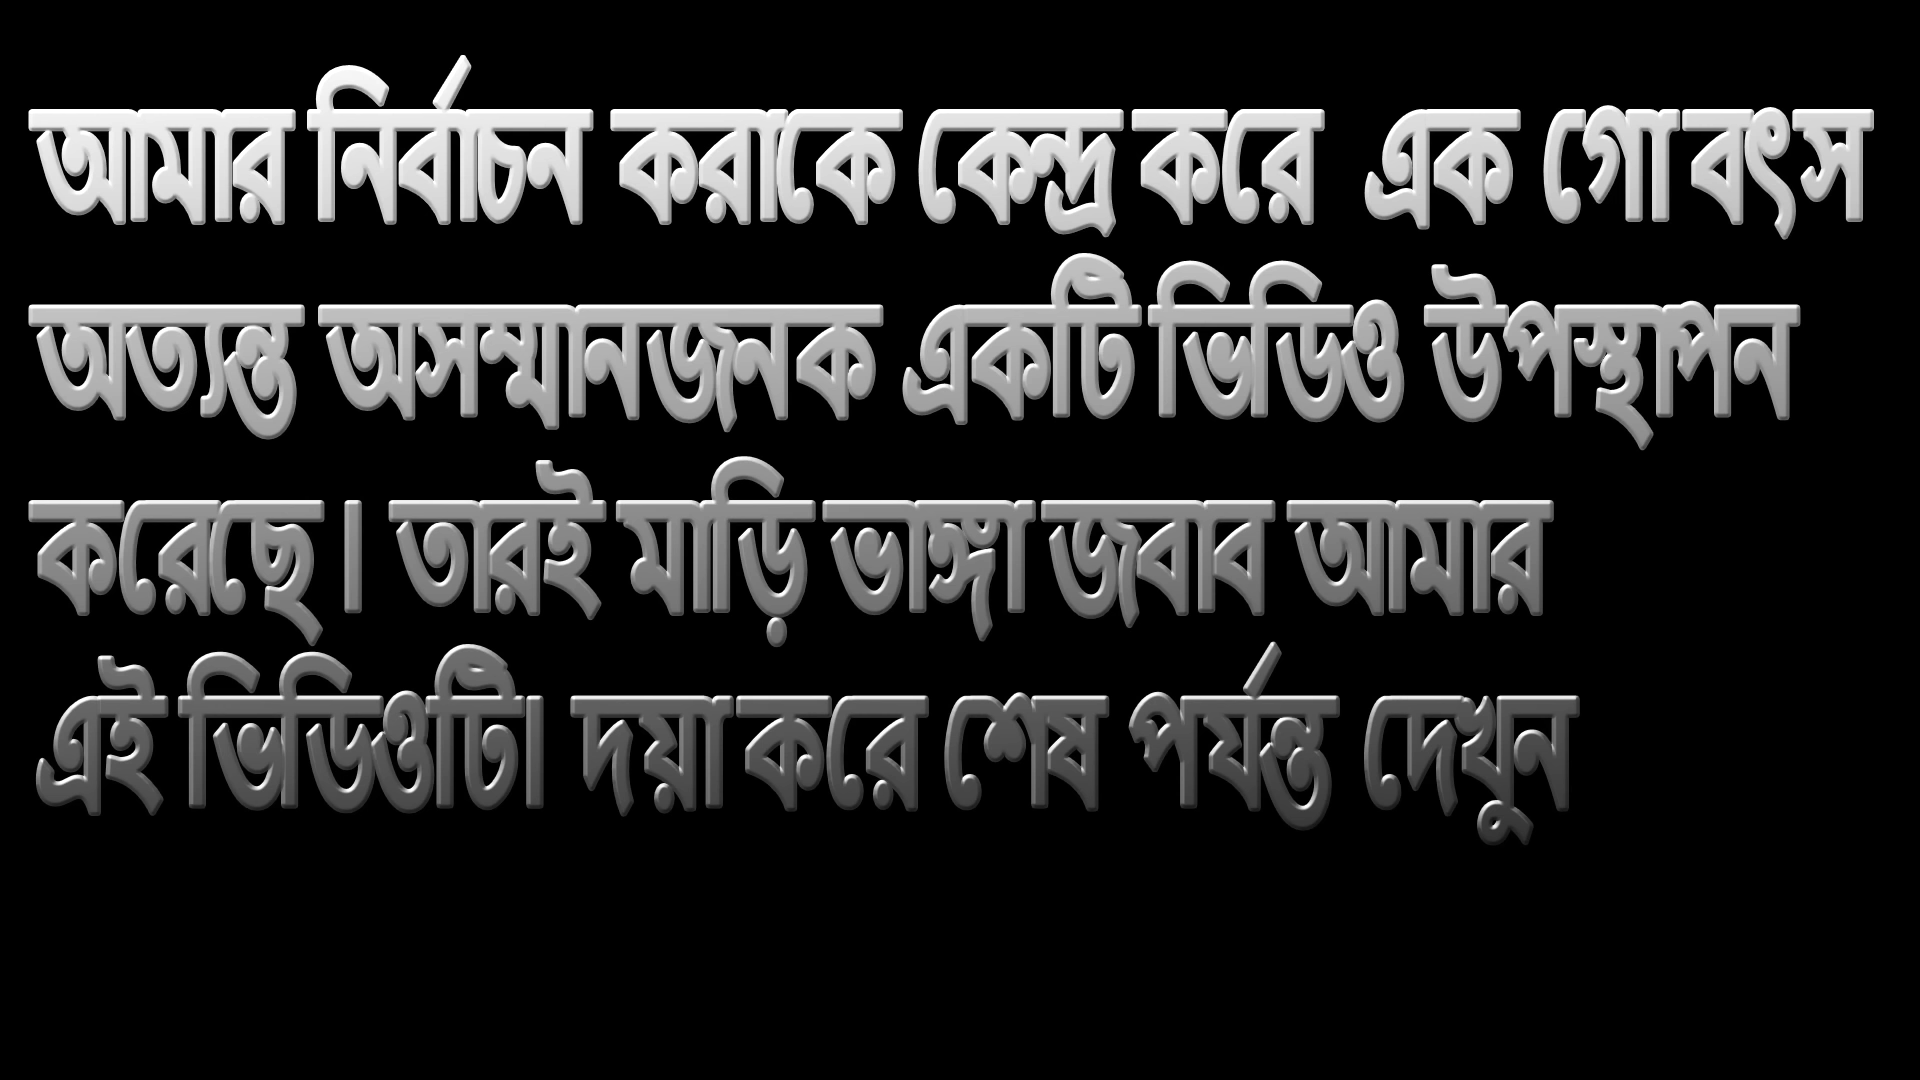 আমার নির্বাচন করাকে কেন্দ্র করে এক গো বৎস
অত্যন্ত অসম্মানজনক একটি ভিডিও উপস্থাপন
করেছে। তারই মাড়ি ভাঙ্গা জবাব আমার
এই ভিডিওটি। দয়া করে শেষ পর্যন্ত দেখুন